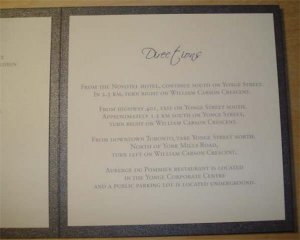 Directions
From the Novotel Hotel, continue south on Yonge Street.
In 2.5 km, turn right on William Carson Crescent.
From Highway 401, exit on Yonge Street south.
Approximately 1.5 km south on Yonge Street,
turn right on William Carson Crescent.
From downtown Toronto, take Yonge Street north.
North of York Mills Road,
turn left on William Carson Crescent.
Auberge du Pommier restaurant is located
in the Yonge Corporate Centre
and a public parking lot is located underground.